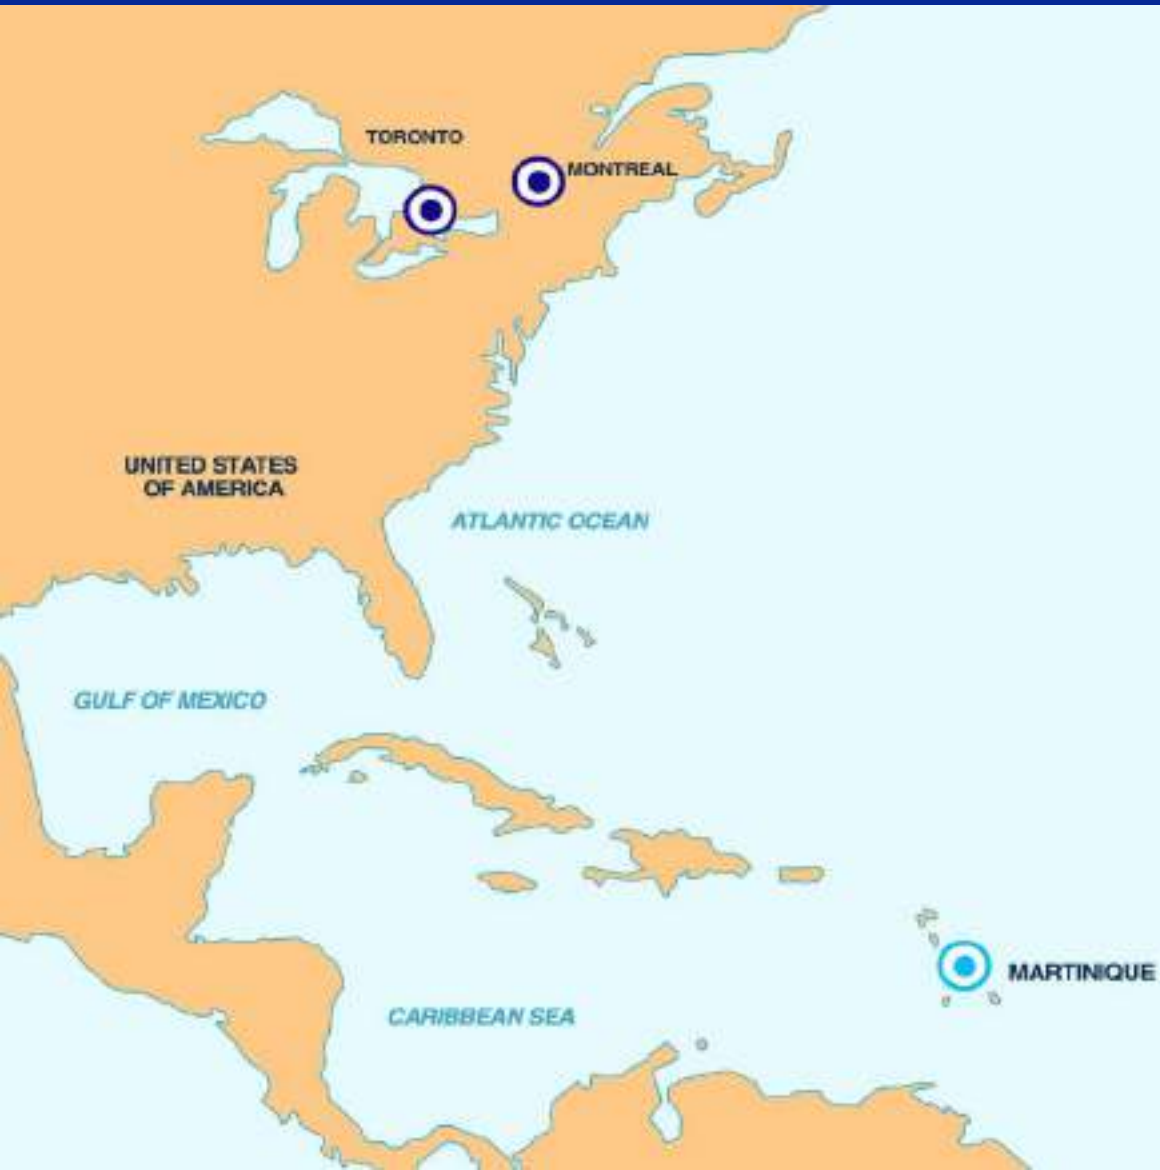 TORONTO
MONTREAL
UNITED STATES
OF AMERICA
ATLANTIC OCEAN
GULF OF MEXICO
MARTINIQUE
CARIBBEAN SEA